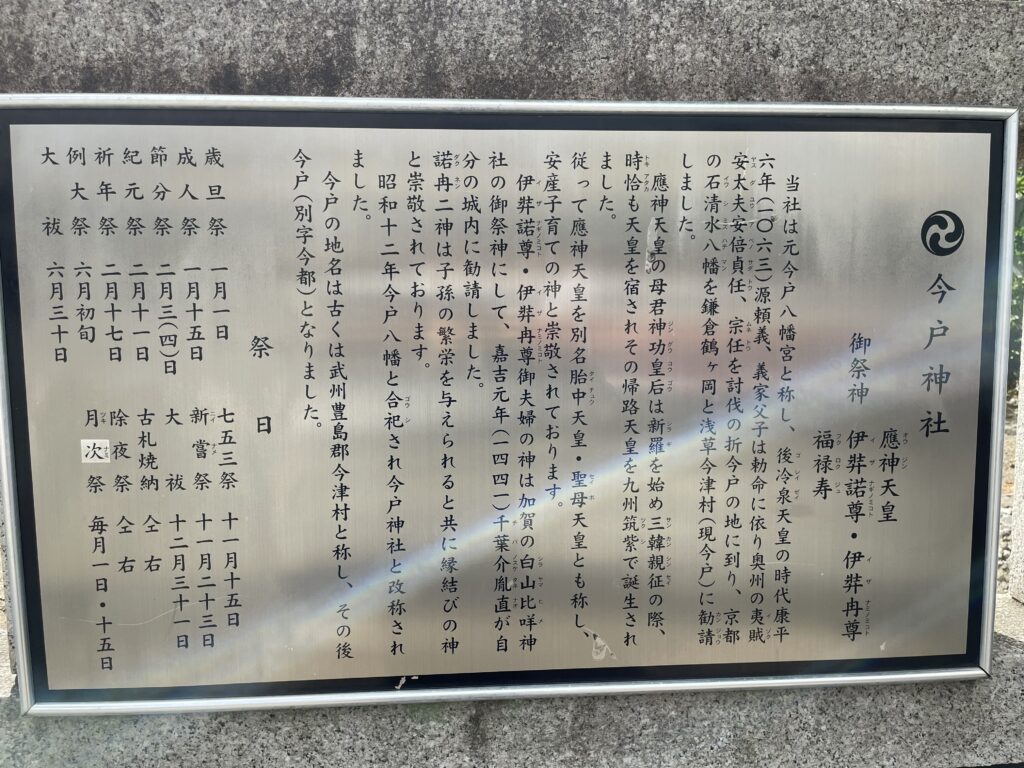 今戸神社
御祭神
應神天皇
伊弉諾尊・伊弉冉尊
福禄寿
当社は元今戸八幡宮と称し、後冷泉天皇の時代康平
六年(一〇六三)源頼義、義家父子は勅命に依り奥州の夷賊
安太夫安倍貞任、宗任を討伐の折今戸の地に到り、京都
の石清水八幡を鎌倉鶴ヶ岡と浅草今津村(現今戸)に勧請
しました。
應神天皇の母君神功皇后は新羅を始め三韓親征の際、
時恰も天皇を宿されその帰路天皇を九州筑紫で誕生され
ました。
従って應神天皇を別名胎中天皇・聖母天皇とも称し、
安産子育ての神と崇敬されております。
伊弉諾尊・伊弉冉尊御夫婦の神は加賀の白山比咩神
社の御祭神にして、嘉吉元年(一四四一)千葉介胤直が自
分の城内に勧請しました。
諾冉二神は子孫の繁栄を与えられると共に縁結びの神
と崇敬されております。
昭和十二年今戸八幡と合祀され今戸神社と改称され
ました。
今戸の地名は古くは武州豊島郡今津村と称し、その後
今戸(別字今都)となりました。
祭日
歳旦祭 一月一日
成人祭 一月十五日
節分祭 二月三(四)日
紀元祭 二月十一日
祈年祭 二月十七日
例大祭 六月初旬
大祓 六月三十日
七五三祭 十一月十五日
新嘗祭 十一月二十三日
大祓 十二月三十一日
古札焼納 仝右
除夜祭 仝右
月次祭 毎月一日・十五日